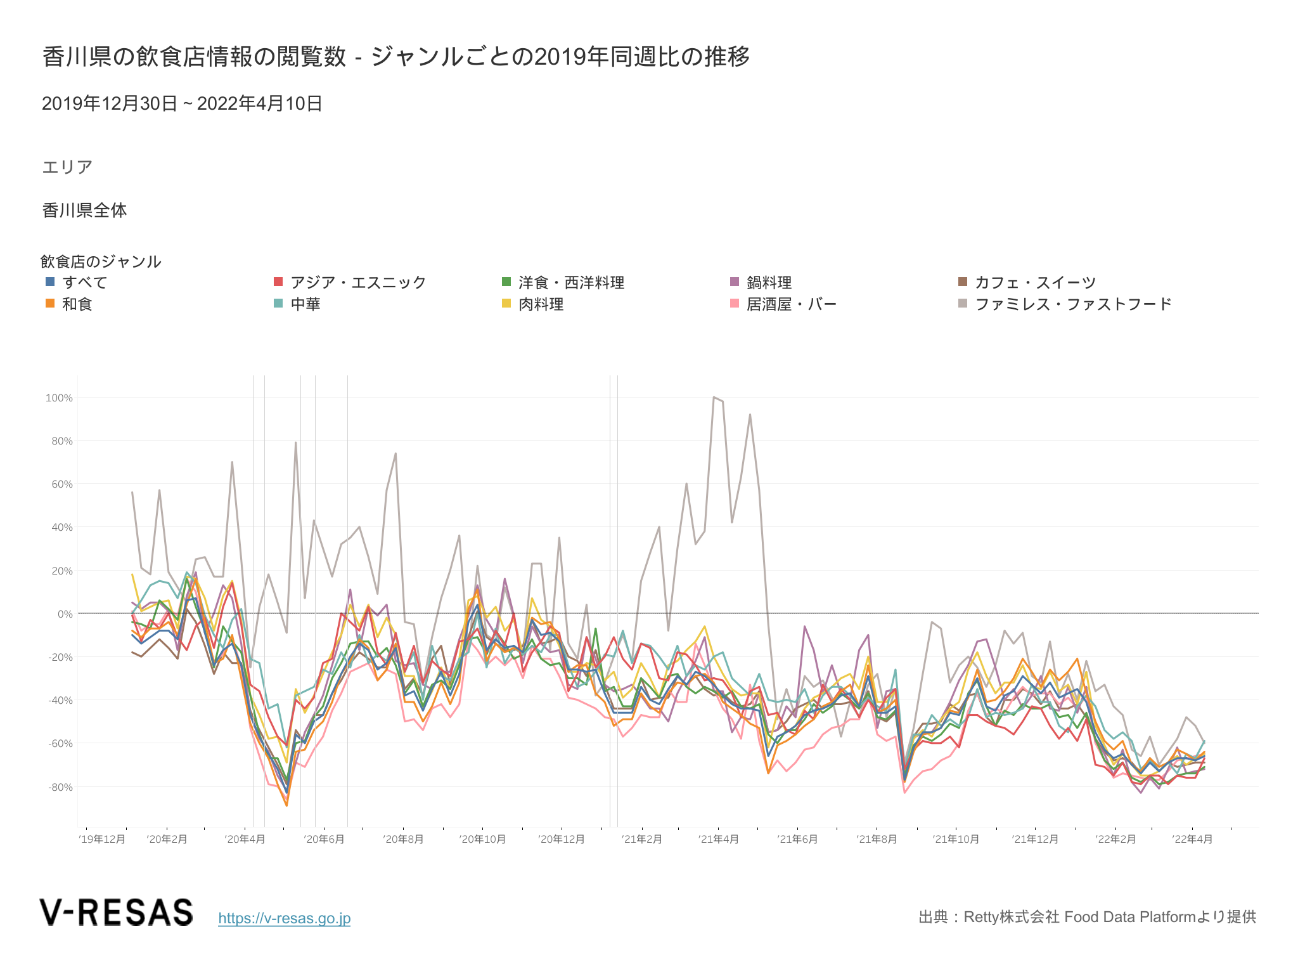 香川県の飲食店情報の閲覧数 - ジャンルごとの2019年同週比の推移
2019年12月30日 ~ 2022年4月10日
エリア
香川県全体
飲食店のジャンル
すべて アジア・エスニック 洋食・西洋料理 鍋料理 カフェ・スイーツ
和食 中華 肉料理 居酒屋・バー ファミレス・ファストフード
100%
80%
60%
40%
20%
0%
-20%
-40%
-60%
-80%
'19年12月 '20年2月 '20年4月 '20年6月 '20年8月 '20年10月 '20年12月 '21年2月 '21年4月 '21年6月 '21年8月 '21年10月 '21年12月 '22年2月 '22年4月
V-RESAS https://v-resas.go.jp 出典：Retty株式会社 Food Data Platformより提供